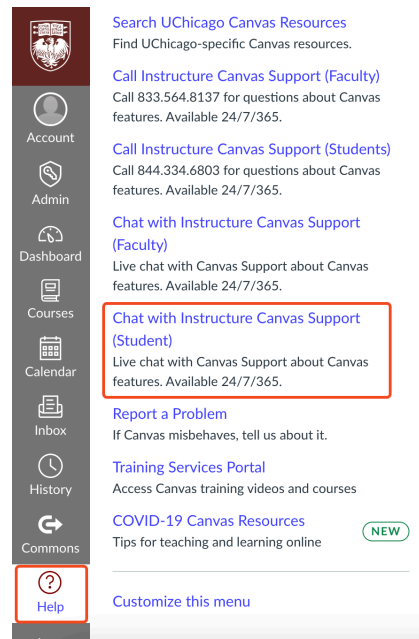 Search UChicago Canvas Resources
Find UChicago-specific Canvas resources.
Call Instructure Canvas Support (Faculty)
Call 833.564.8137 for questions about Canvas
features. Available 24/7/365.
Call Instructure Canvas Support (Students)
Call 844.334.6803 for questions about Canvas
features. Available 24/7/365.
Chat with Instructure Canvas Support
(Faculty)
Live chat with Canvas Support about Canvas
features. Available 24/7/365.
Chat with Instructure Canvas Support
(Student)
Live chat with Canvas Support about Canvas
features. Available 24/7/365.
Report a Problem
If Canvas misbehaves, tell us about it.
Training Services Portal
Access Canvas training videos and courses
COVID-19 Canvas Resources
Tips for teaching and learning online
NEW
Customize this menu
Account
Admin
Dashboard
Courses
Calendar
Inbox
History
Commons
Help